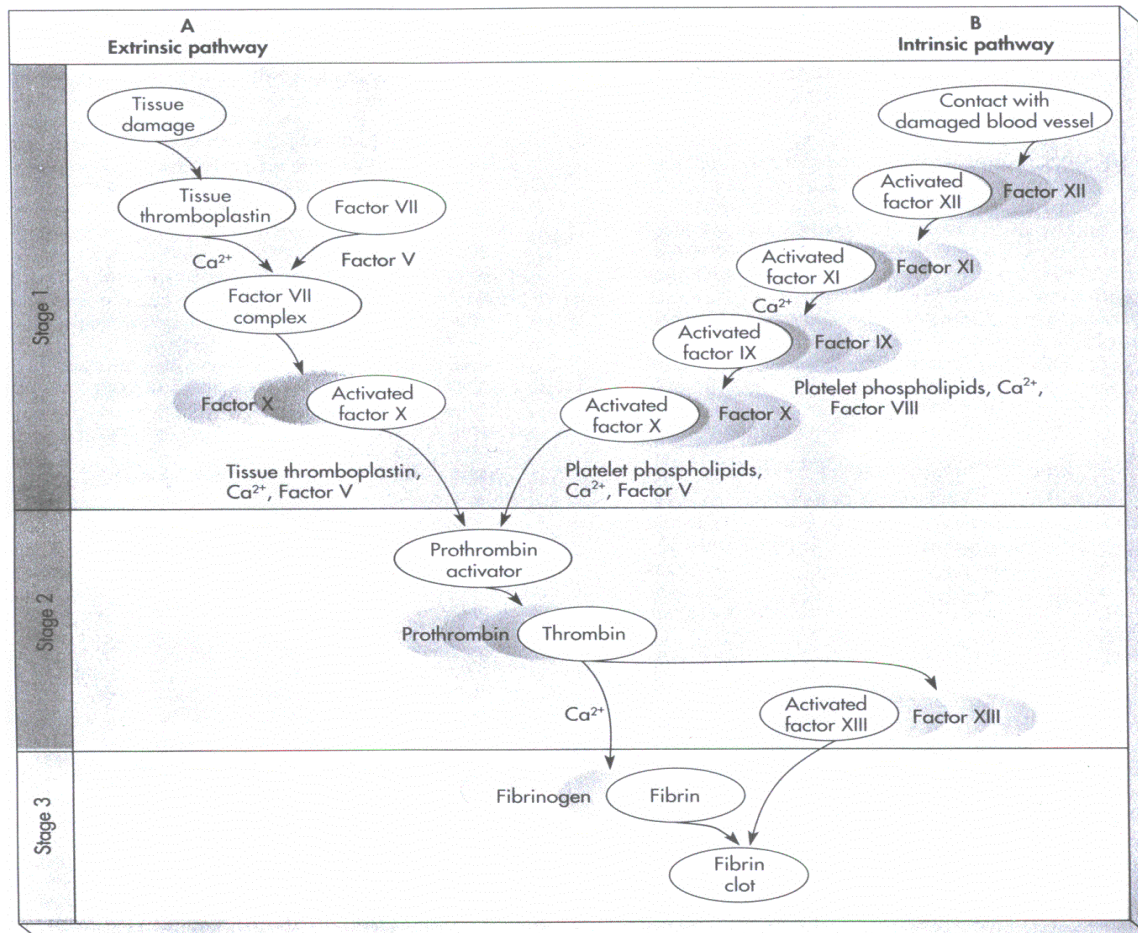 A
Extrinsic pathway
B
Intrinsic pathway
Stage 1
Tissue
damage
Contact with
damaged blood vessel
Tissue
thromboplastin
Factor VII
Activated
factor XII
Factor XII
Ca²⁺
Factor V
Activated
factor XI
Factor XI
Factor VII
complex
Ca²⁺
Activated
factor IX
Factor IX
Platelet phospholipids, Ca²⁺,
Factor VIII
Factor X
Activated
factor X
Activated
factor X
Factor X
Tissue thromboplastin,
Ca²⁺, Factor V
Platelet phospholipids,
Ca²⁺, Factor V
Stage 2
Prothrombin
activator
Prothrombin
Thrombin
Ca²⁺
Activated
factor XIII
Factor XIII
Stage 3
Fibrinogen
Fibrin
Fibrin
clot